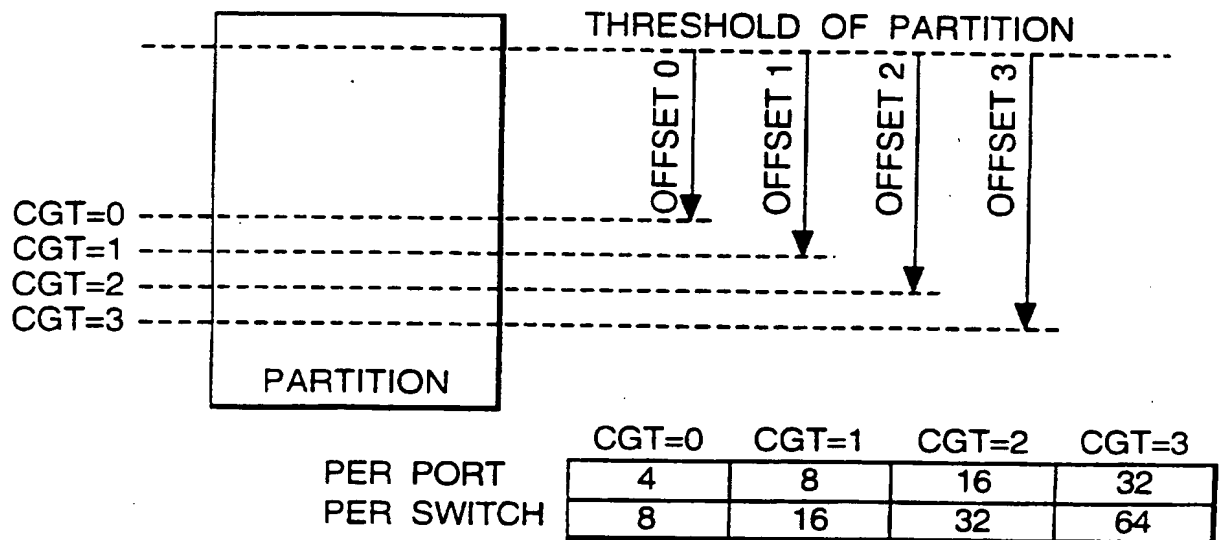 THRESHOLD OF PARTITION
OFFSET 0
OFFSET 1
OFFSET 2
OFFSET 3
CGT=0
CGT=1
CGT=2
CGT=3
PARTITION
CGT=0 CGT=1 CGT=2 CGT=3
PER PORT 4 8 16 32
PER SWITCH 8 16 32 64